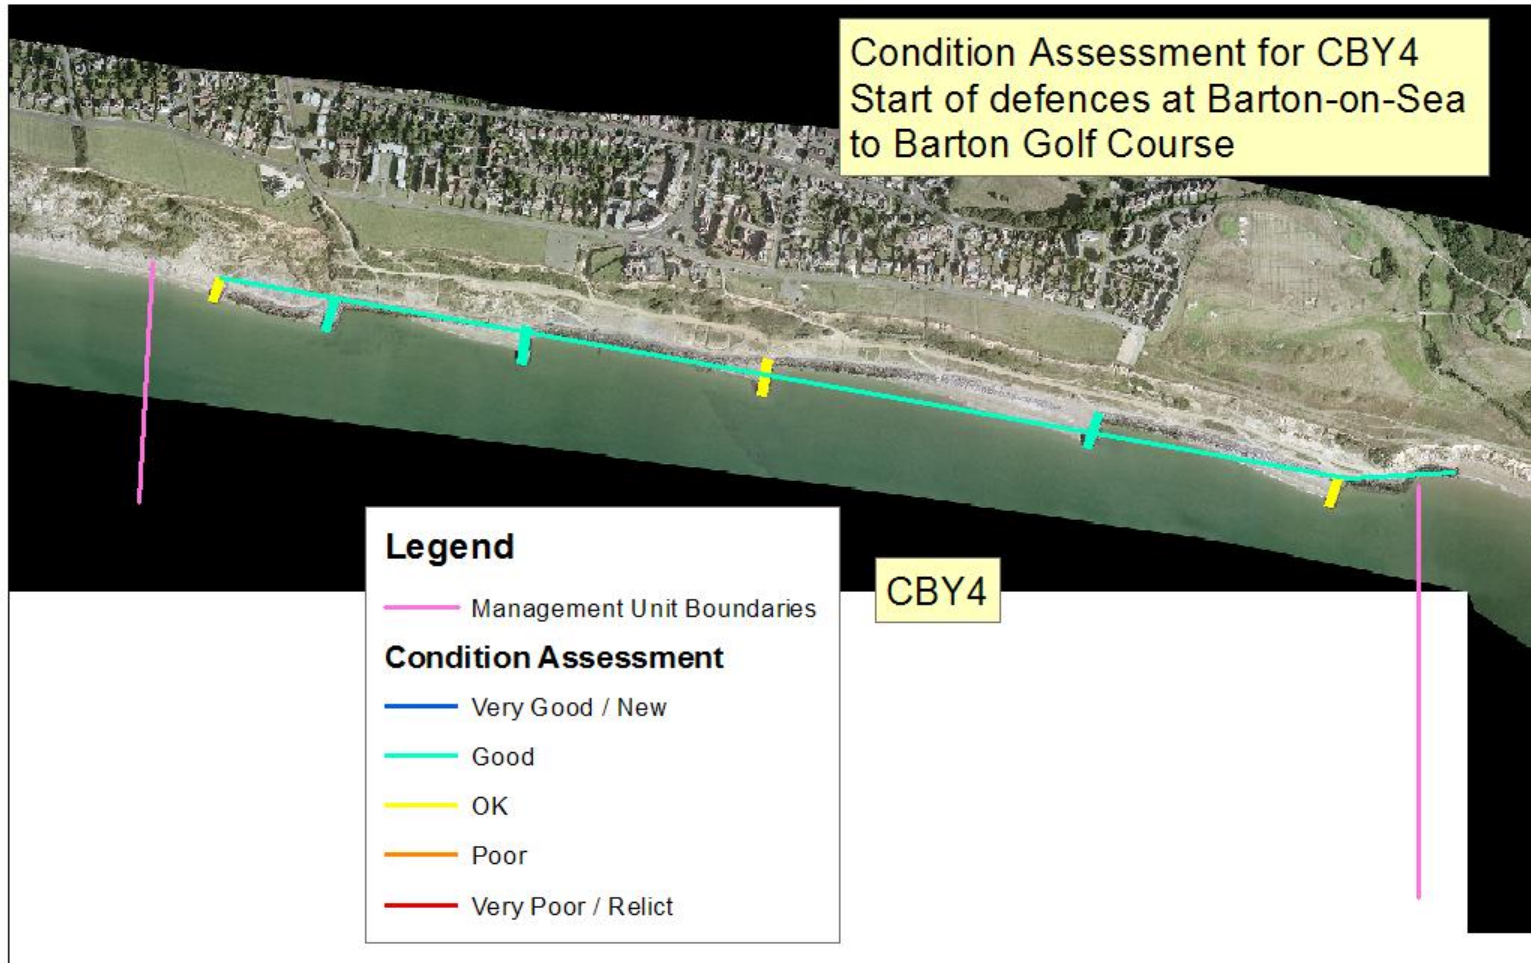 Condition Assessment for CBY4
Start of defences at Barton-on-Sea
to Barton Golf Course
CBY4
Legend
Management Unit Boundaries
Condition Assessment
Very Good / New
Good
OK
Poor
Very Poor / Relict